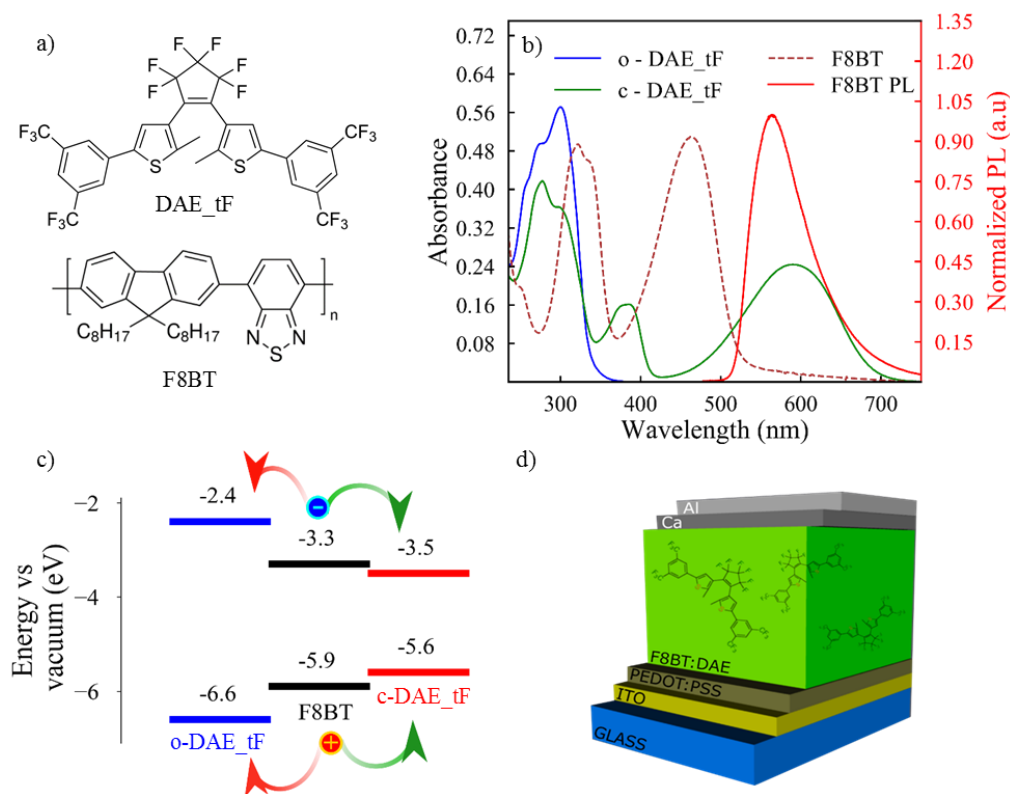 a)
F
F
F
F
F
F
CF₃
CF₃
S
S
F₃C
CF₃
DAE_tF
n
C₈H₁₇
C₈H₁₇
N
N
S
F8BT
b)
o - DAE_tF
c - DAE_tF
F8BT
F8BT PL
Absorbance
0.72
0.64
0.56
0.48
0.40
0.32
0.24
0.16
0.08
Normalized PL (a.u)
1.35
1.20
1.05
0.90
0.75
0.60
0.45
0.30
0.15
300
400
500
600
700
Wavelength (nm)
c)
Energy vs
vacuum (eV)
−2
−4
−6
-2.4
-3.3
-3.5
-6.6
-5.9
-5.6
o-DAE_tF
F8BT
c-DAE_tF
−
+
d)
Al
Ca
F8BT:DAE
PEDOT:PSS
ITO
GLASS